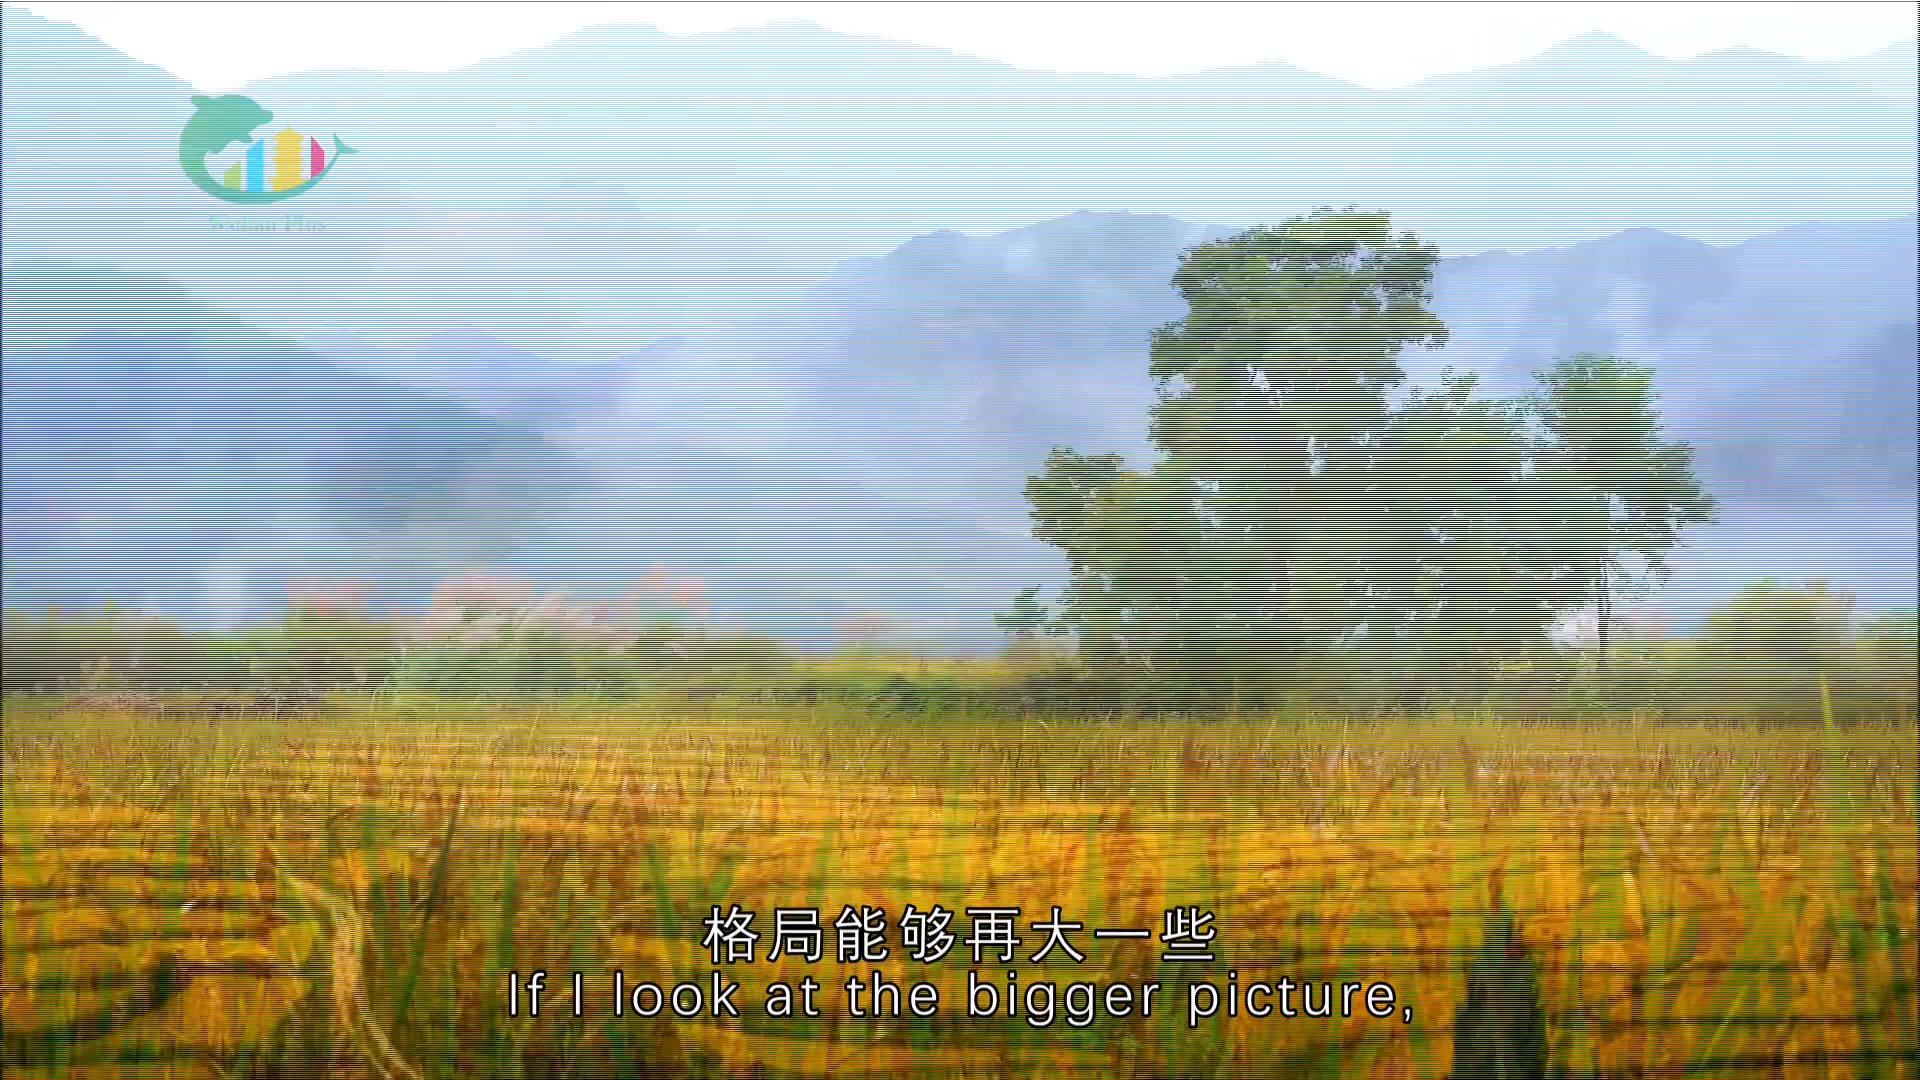 格局能够再大一些
If I look at the bigger picture,